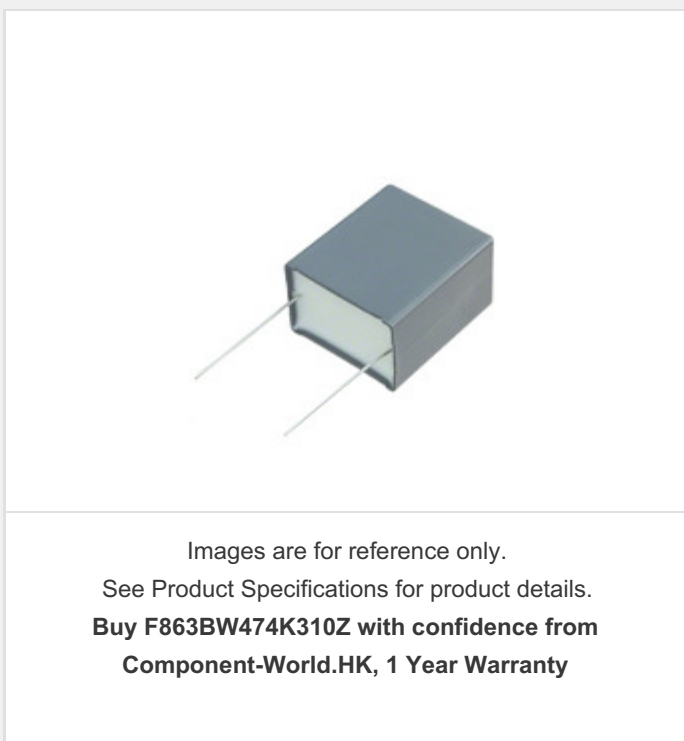 Images are for reference only.
See Product Specifications for product details.
Buy F863BW474K310Z with confidence from
Component-World.HK, 1 Year Warranty